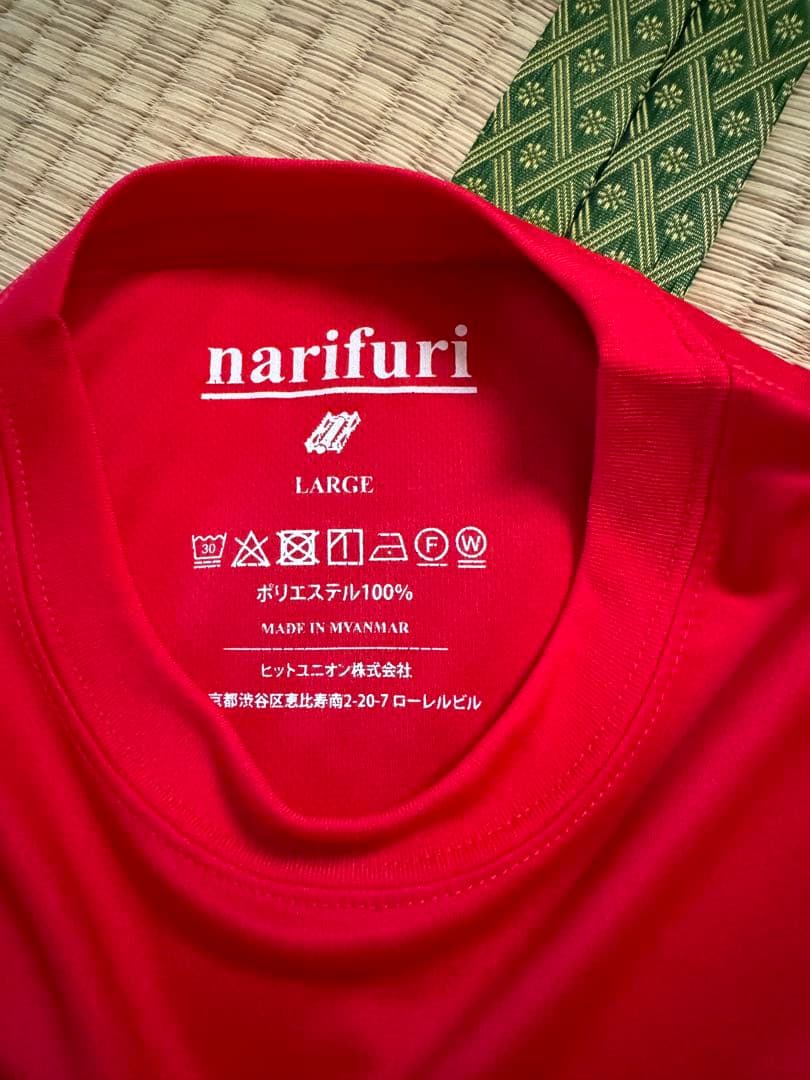 narifuri
LARGE
30 F W
ポリエステル100%
MADE IN MYANMAR
ヒットユニオン株式会社
京都渋谷区恵比寿南2-20-7 ローレルビル